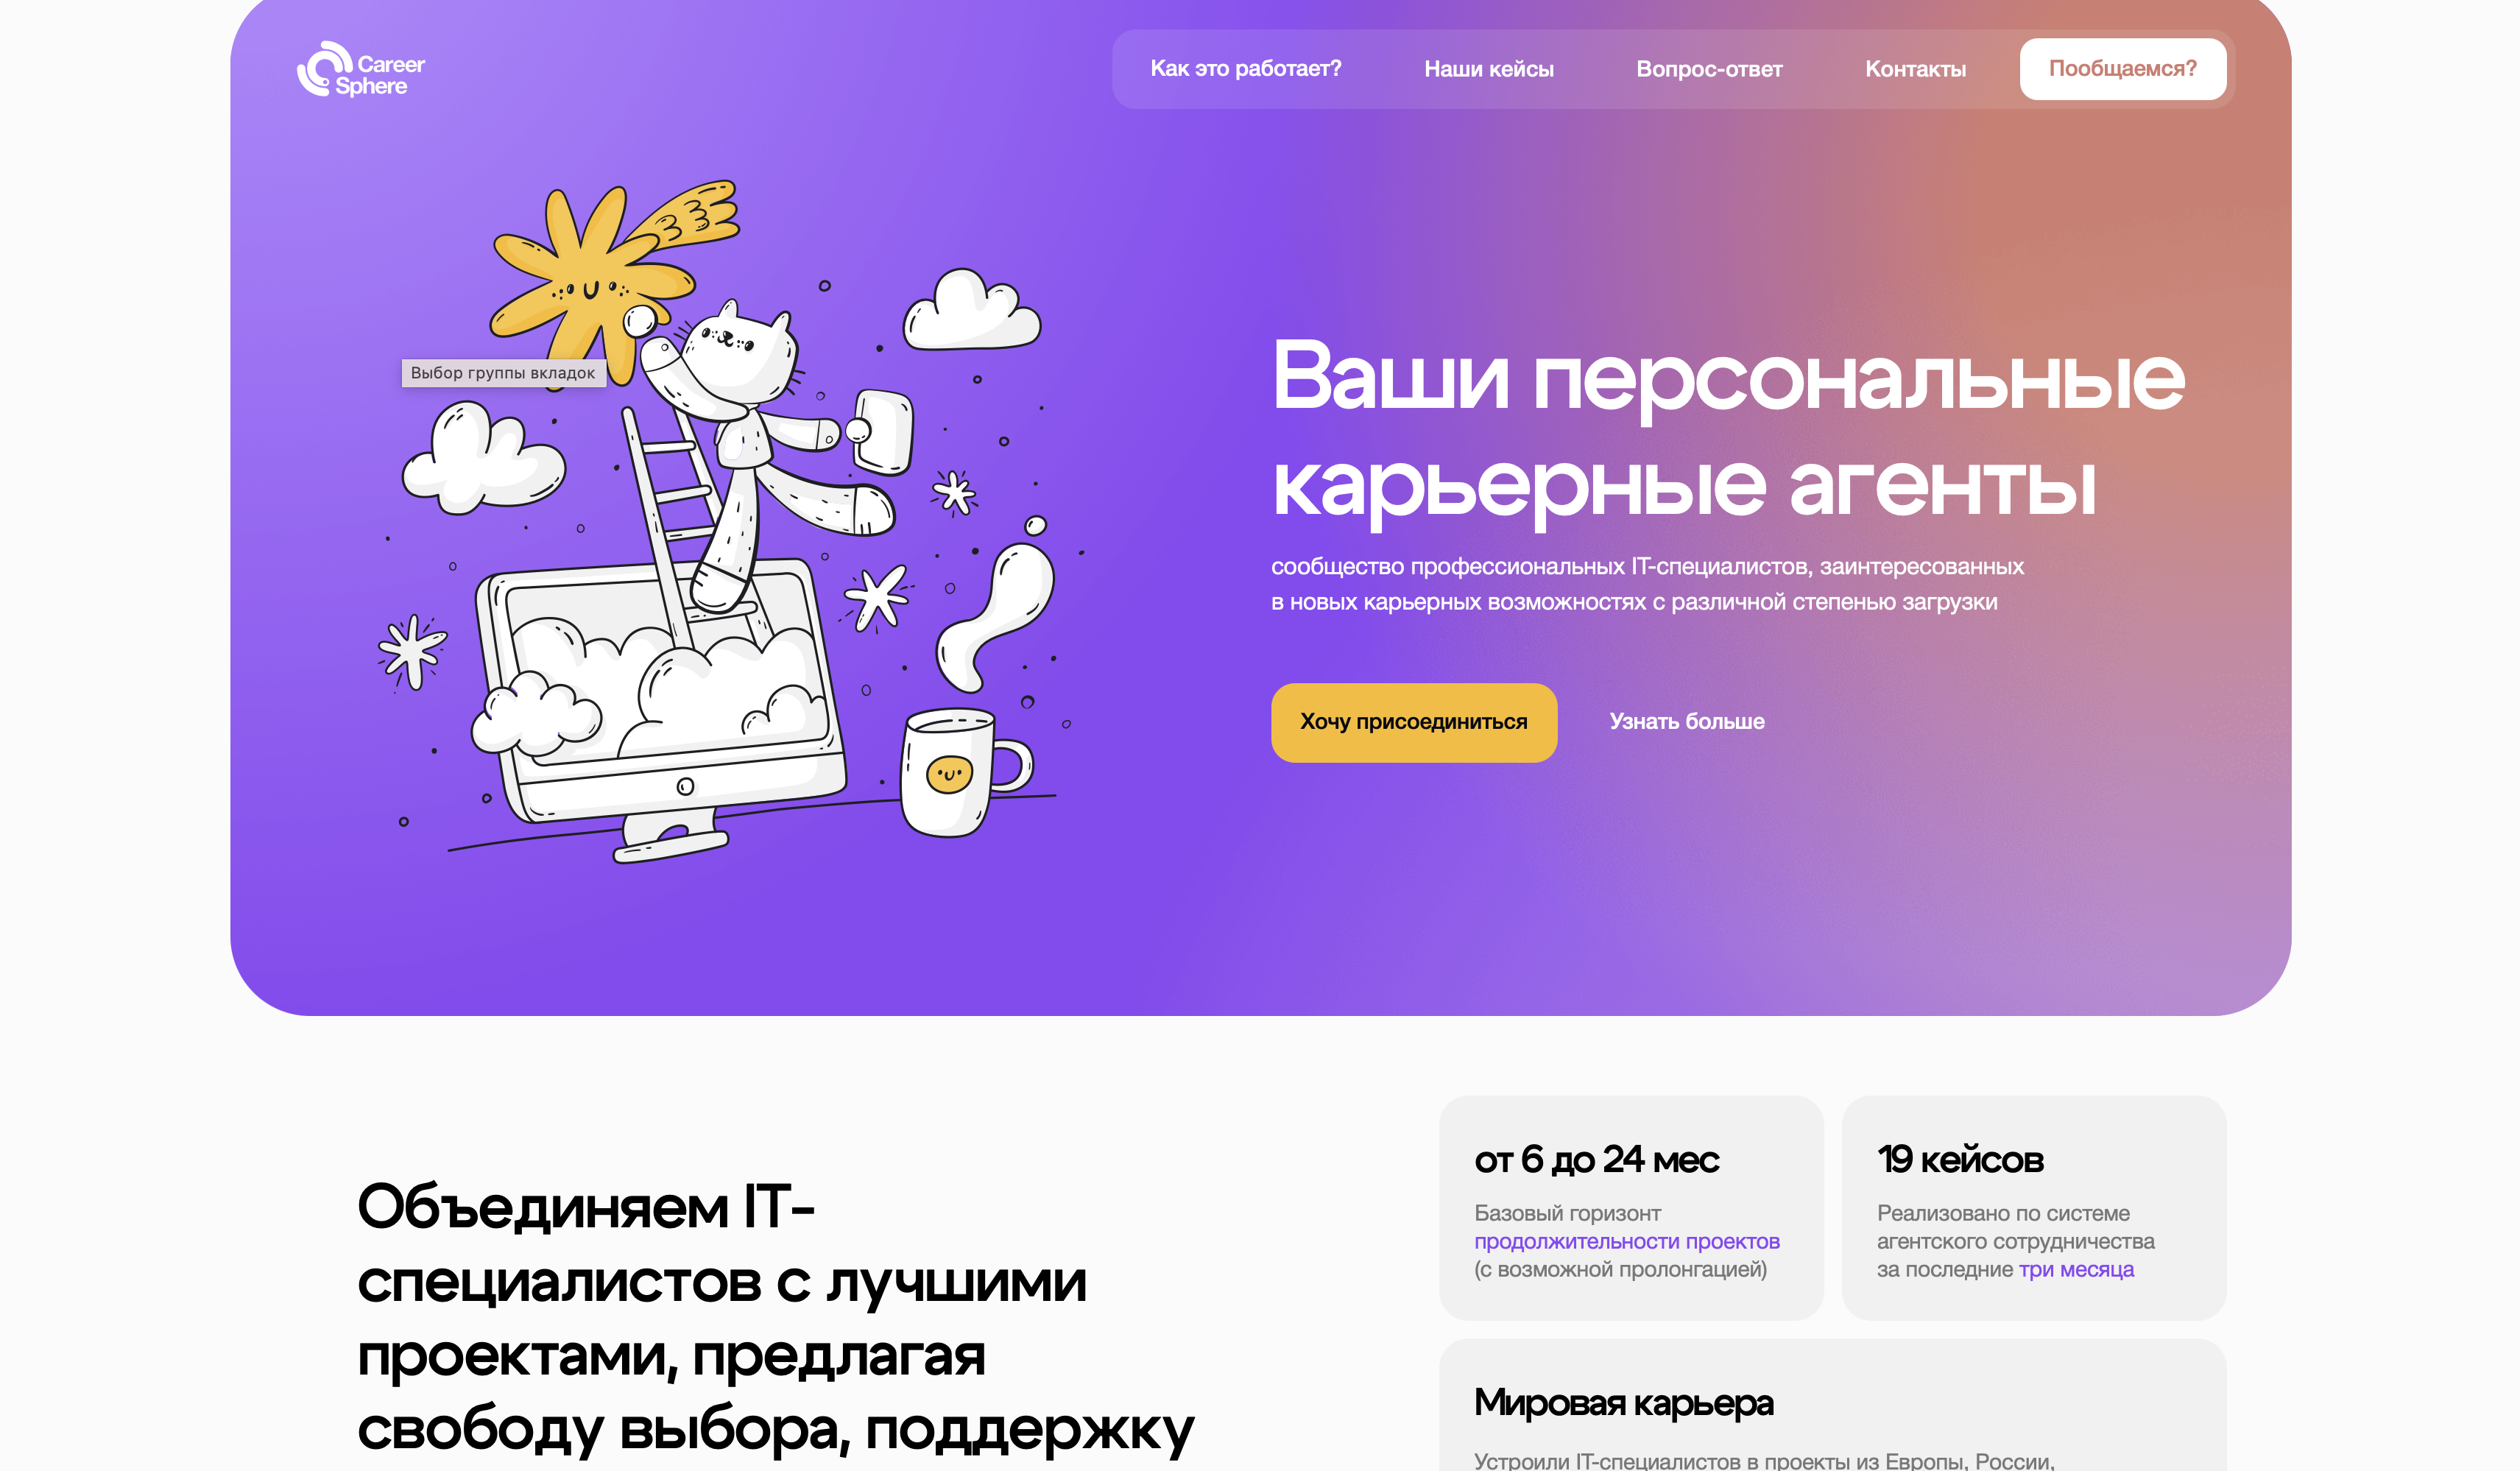 Career
Sphere
Как это работает?
Наши кейсы
Вопрос-ответ
Контакты
Пообщаемся?
Выбор группы вкладок
Ваши персональные
карьерные агенты
сообщество профессиональных IT-специалистов, заинтересованных
в новых карьерных возможностях с различной степенью загрузки
Хочу присоединиться
Узнать больше
Объединяем IT-
специалистов с лучшими
проектами, предлагая
свободу выбора, поддержку
от 6 до 24 мес
Базовый горизонт
продолжительности проектов
(с возможной пролонгацией)
19 кейсов
Реализовано по системе
агентского сотрудничества
за последние три месяца
Мировая карьера
Устроили IT-специалистов в проекты из Европы, России,